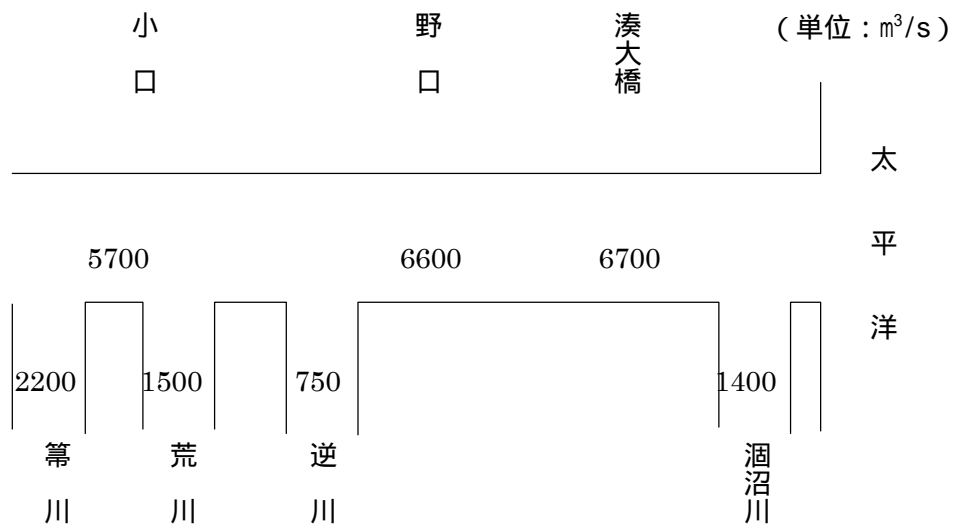 小口
野口
湊大橋
(単位：㎥/s)
太平洋
5700
6600
6700
2200
1500
750
1400
箒川
荒川
逆川
涸沼川